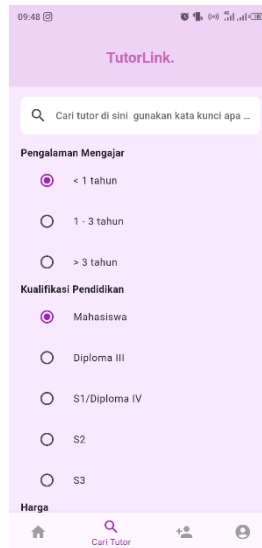 09:48
TutorLink.
Cari tutor di sini gunakan kata kunci apa ...
Pengalaman Mengajar
< 1 tahun
1 - 3 tahun
> 3 tahun
Kualifikasi Pendidikan
Mahasiswa
Diploma III
S1/Diploma IV
S2
S3
Harga
Cari Tutor